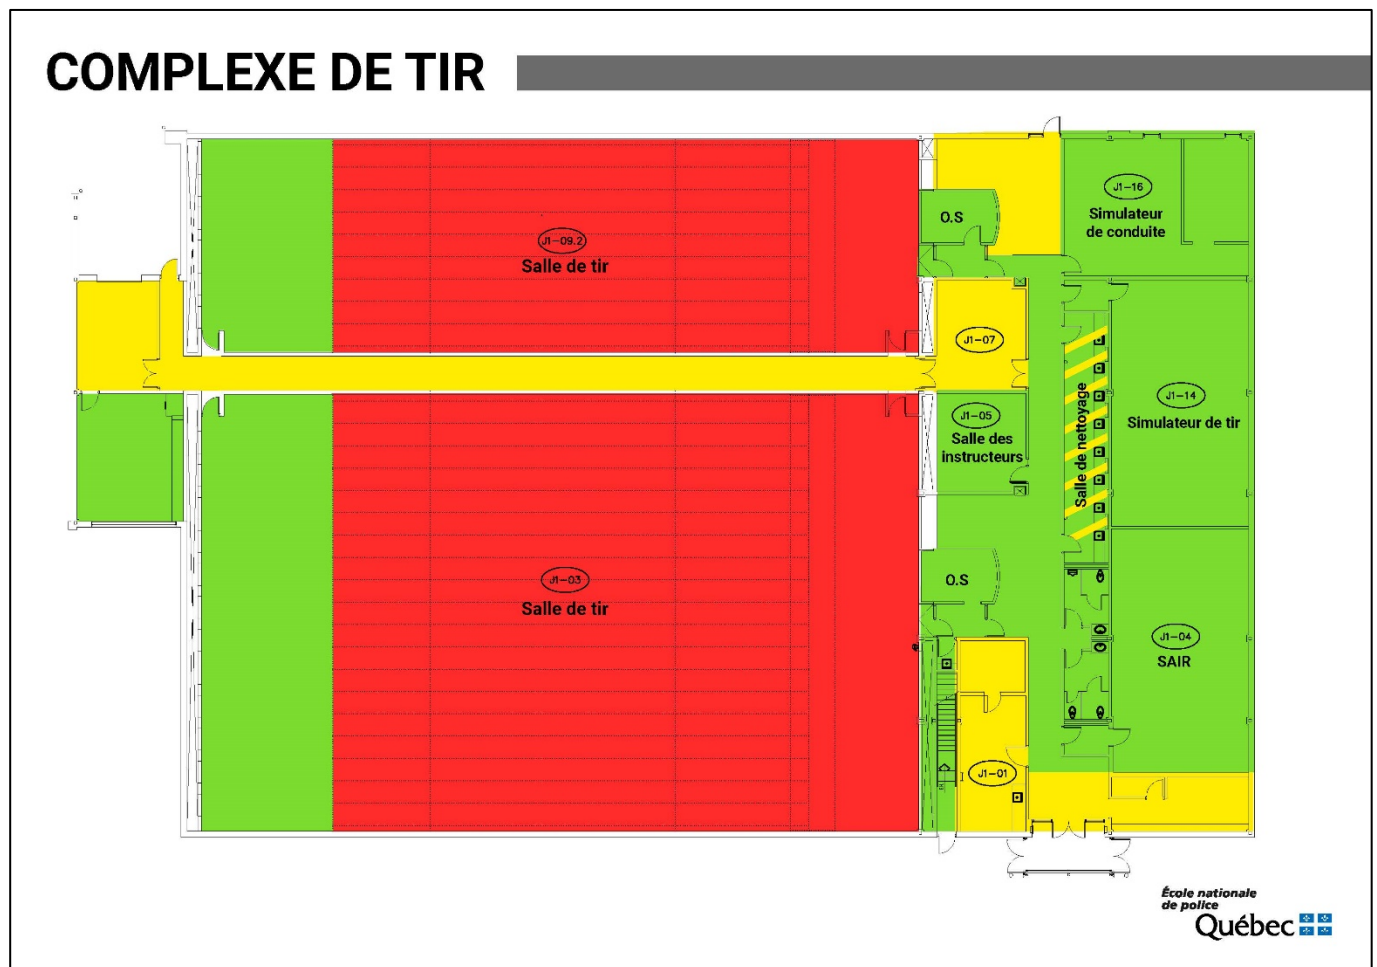 COMPLEXE DE TIR
J1-16
Simulateur
de conduite
O.S
J1-09.2
Salle de tir
J1-07
J1-05
Salle des
instructeurs
Salle de nettoyage
J1-14
Simulateur de tir
J1-03
Salle de tir
O.S
J1-04
SAIR
J1-01
École nationale
de police
Québec